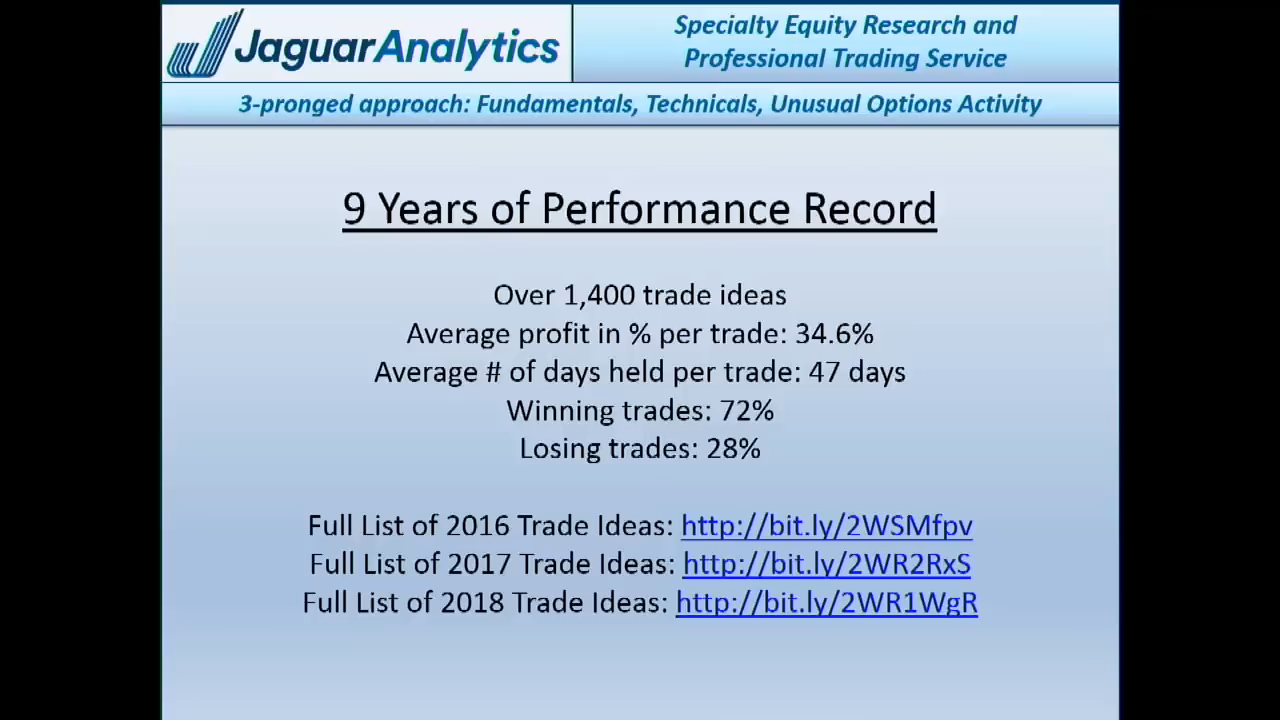 JaguarAnalytics
Specialty Equity Research and
Professional Trading Service
3-pronged approach: Fundamentals, Technicals, Unusual Options Activity
9 Years of Performance Record
Over 1,400 trade ideas
Average profit in % per trade: 34.6%
Average # of days held per trade: 47 days
Winning trades: 72%
Losing trades: 28%
Full List of 2016 Trade Ideas: http://bit.ly/2WSMfpv
Full List of 2017 Trade Ideas: http://bit.ly/2WR2RxS
Full List of 2018 Trade Ideas: http://bit.ly/2WR1WgR